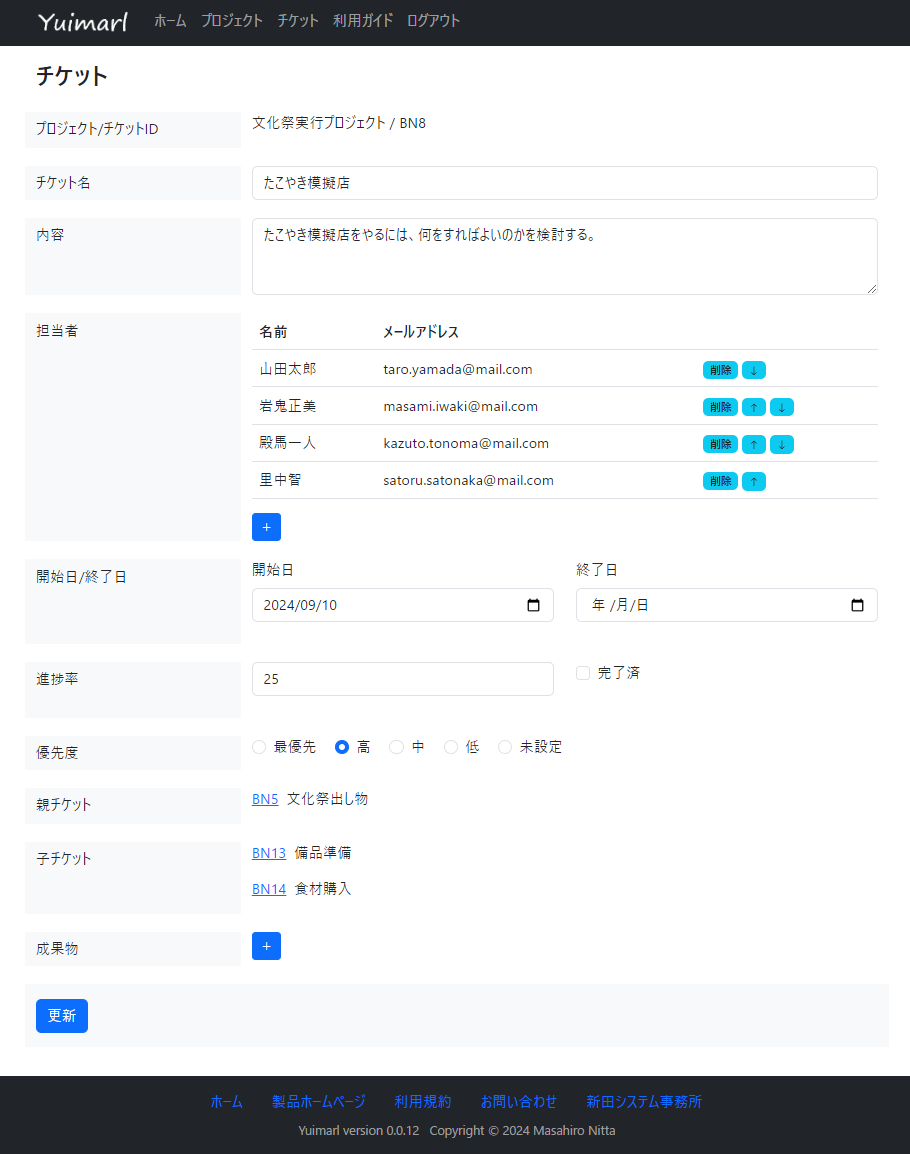 Yuimarl ホーム プロジェクト チケット 利用ガイド ログアウト
チケット
プロジェクト/チケットID 文化祭実行プロジェクト / BN8
チケット名 たこやき模擬店
内容 たこやき模擬店をやるには、何をすればよいのかを検討する。
担当者 名前 メールアドレス
山田太郎 taro.yamada@mail.com 削除 ↓
岩鬼正美 masami.iwaki@mail.com 削除 ↑ ↓
殿馬一人 kazuto.tonoma@mail.com 削除 ↑ ↓
里中智 satoru.satonaka@mail.com 削除 ↑
+
開始日/終了日 開始日 終了日
2024/09/10 年 /月/日
進捗率 25 完了済
優先度 最優先 高 中 低 未設定
親チケット BN5 文化祭出し物
子チケット BN13 備品準備
BN14 食材購入
成果物 +
更新
ホーム 製品ホームページ 利用規約 お問い合わせ 新田システム事務所
Yuimarl version 0.0.12 Copyright © 2024 Masahiro Nitta